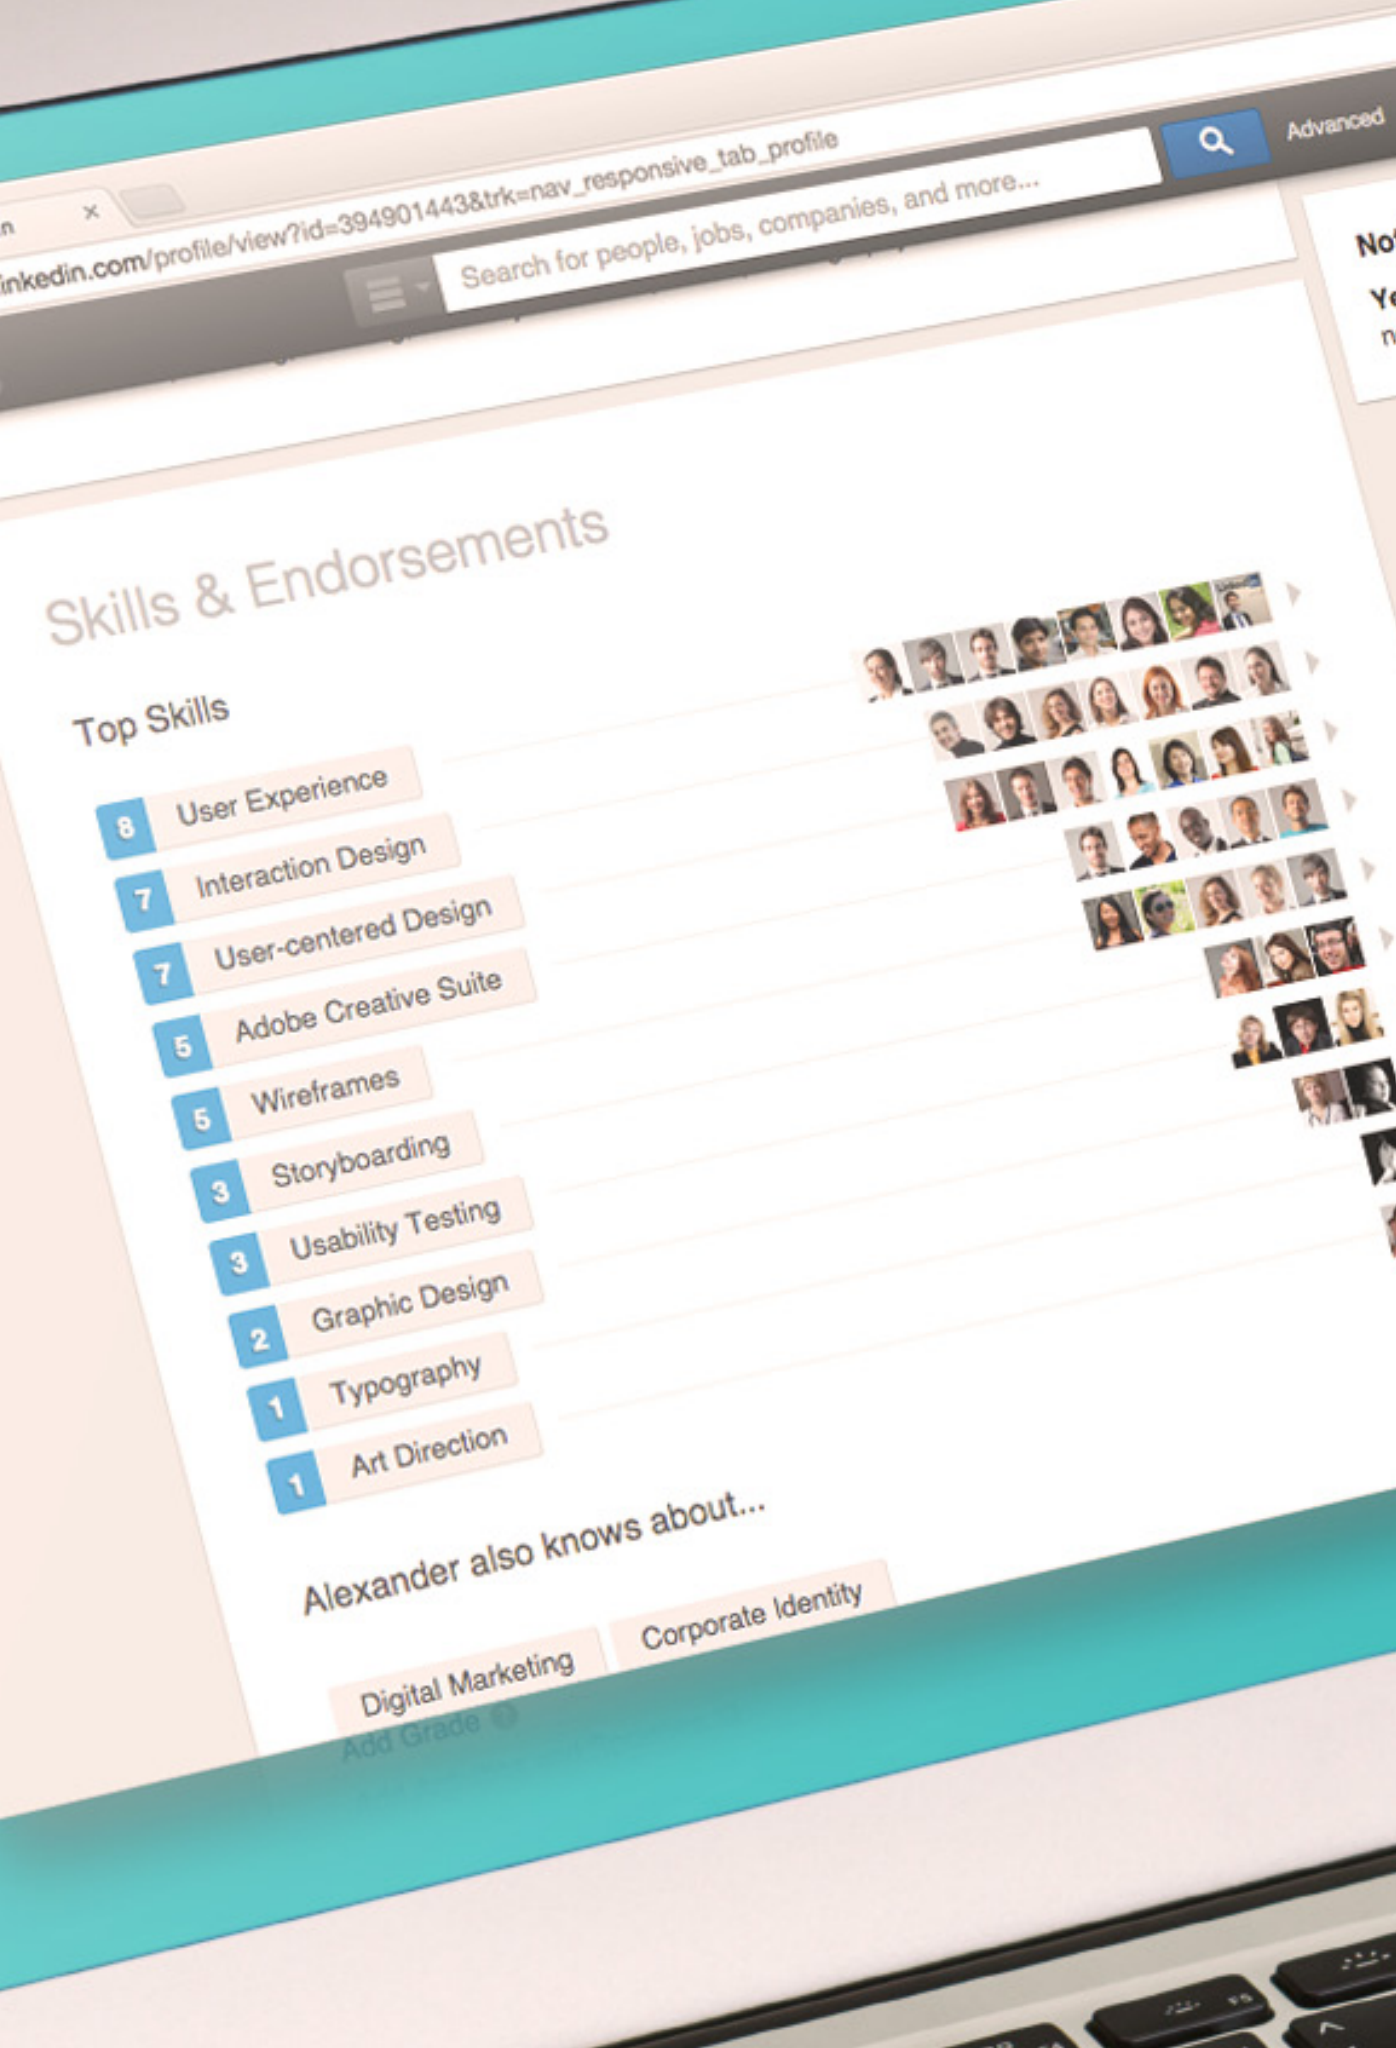 n ×
inkedin.com/profile/view?id=394901443&trk=nav_responsive_tab_profile
Search for people, jobs, companies, and more...
Advanced
Skills & Endorsements
Top Skills
8 User Experience
7 Interaction Design
7 User-centered Design
5 Adobe Creative Suite
5 Wireframes
3 Storyboarding
3 Usability Testing
2 Graphic Design
1 Typography
1 Art Direction
Alexander also knows about...
Digital Marketing Corporate Identity
Add Grade
F5